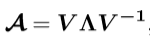 𝓐 = VΛV⁻¹,